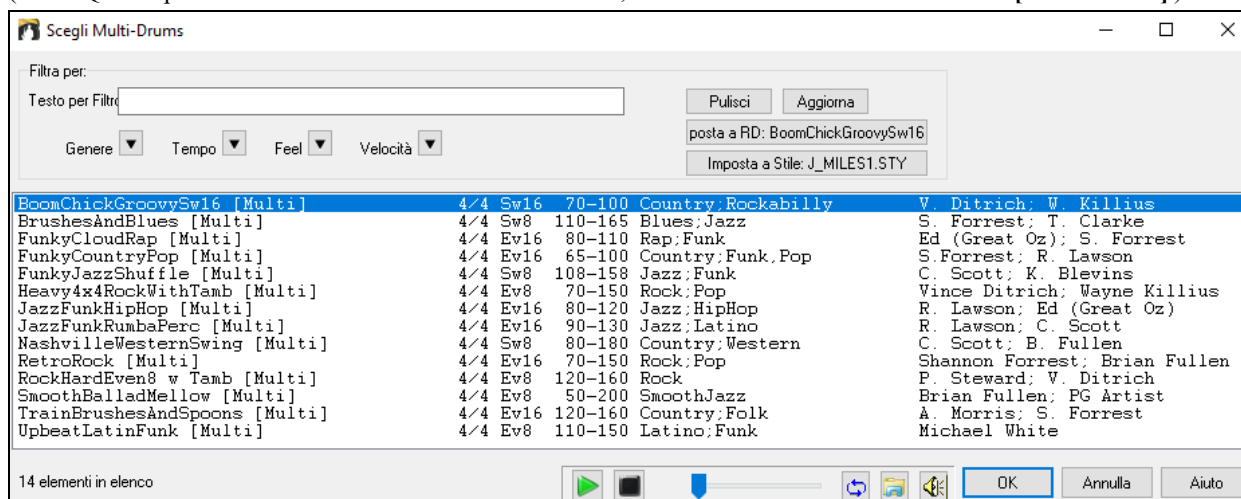 Scegli Multi-Drums
Filtra per:
Testo per Filtro
Pulisci Aggiorna
posta a RD: BoomChickGroovySw16
Genere Tempo Feel Velocità
Imposta a Stile: J_MILES1.STY
BoomChickGroovySw16 [Multi] 4/4 Sw16 70-100 Country;Rockabilly V. Ditrich; W. Killius
BrushesAndBlues [Multi] 4/4 Sw8 110-165 Blues;Jazz S. Forrest; T. Clarke
FunkyCloudRap [Multi] 4/4 Ev16 80-110 Rap;Funk Ed (Great Oz); S. Forrest
FunkyCountryPop [Multi] 4/4 Ev16 65-100 Country;Funk,Pop S.Forrest; R. Lawson
FunkyJazzShuffle [Multi] 4/4 Sw8 108-158 Jazz;Funk C. Scott; K. Blevins
Heavy4x4RockWithTamb [Multi] 4/4 Ev8 70-150 Rock;Pop Vince Ditrich; Wayne Killius
JazzFunkHipHop [Multi] 4/4 Ev16 80-120 Jazz;HipHop R. Lawson; Ed (Great Oz)
JazzFunkRumbaPerc [Multi] 4/4 Ev16 90-130 Jazz;Latino R. Lawson; C. Scott
NashvilleWesternSwing [Multi] 4/4 Sw8 80-180 Country;Western C. Scott; B. Fullen
RetroRock [Multi] 4/4 Ev16 70-150 Rock;Pop Shannon Forrest; Brian Fullen
RockHardEven8 w Tamb [Multi] 4/4 Ev8 120-160 Rock P. Steward; V. Ditrich
SmoothBalladMellow [Multi] 4/4 Ev8 50-200 SmoothJazz Brian Fullen; PG Artist
TrainBrushesAndSpoons [Multi] 4/4 Ev16 120-160 Country;Folk A. Morris; S. Forrest
UpbeatLatinFunk [Multi] 4/4 Ev8 110-150 Latino;Funk Michael White
14 elementi in elenco OK Annulla Aiuto